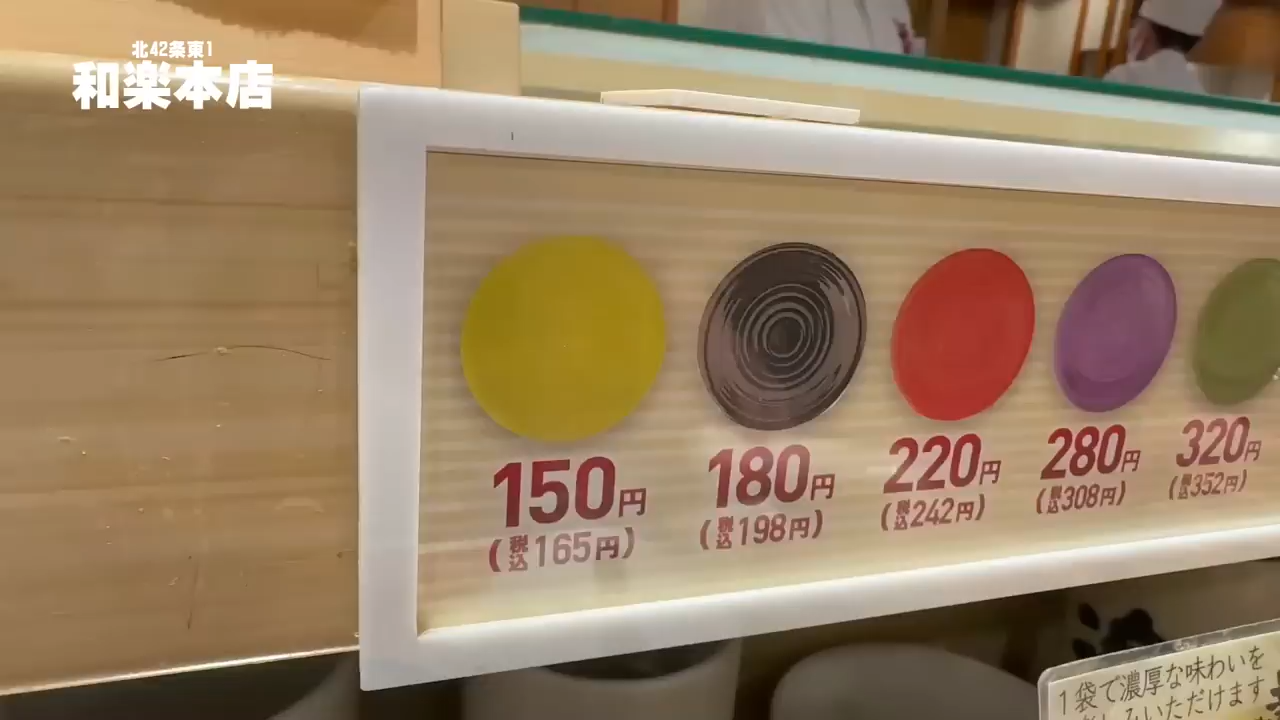 北42条東1
和楽本店
150円
(税込165円)
180円
(税込198円)
220円
(税込242円)
280円
(税込308円)
320円
(税込352円)
1袋で濃厚な味わいを
いただけます